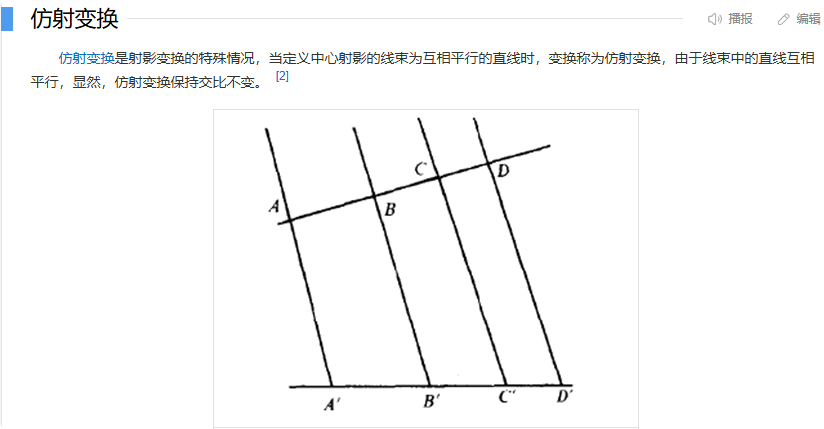 仿射变换
播报
编辑
仿射变换是射影变换的特殊情况，当定义中心射影的线束为互相平行的直线时，变换称为仿射变换，由于线束中的直线互相
平行，显然，仿射变换保持交比不变。 [2]
A
B
C
D
A'
B'
C'
D'